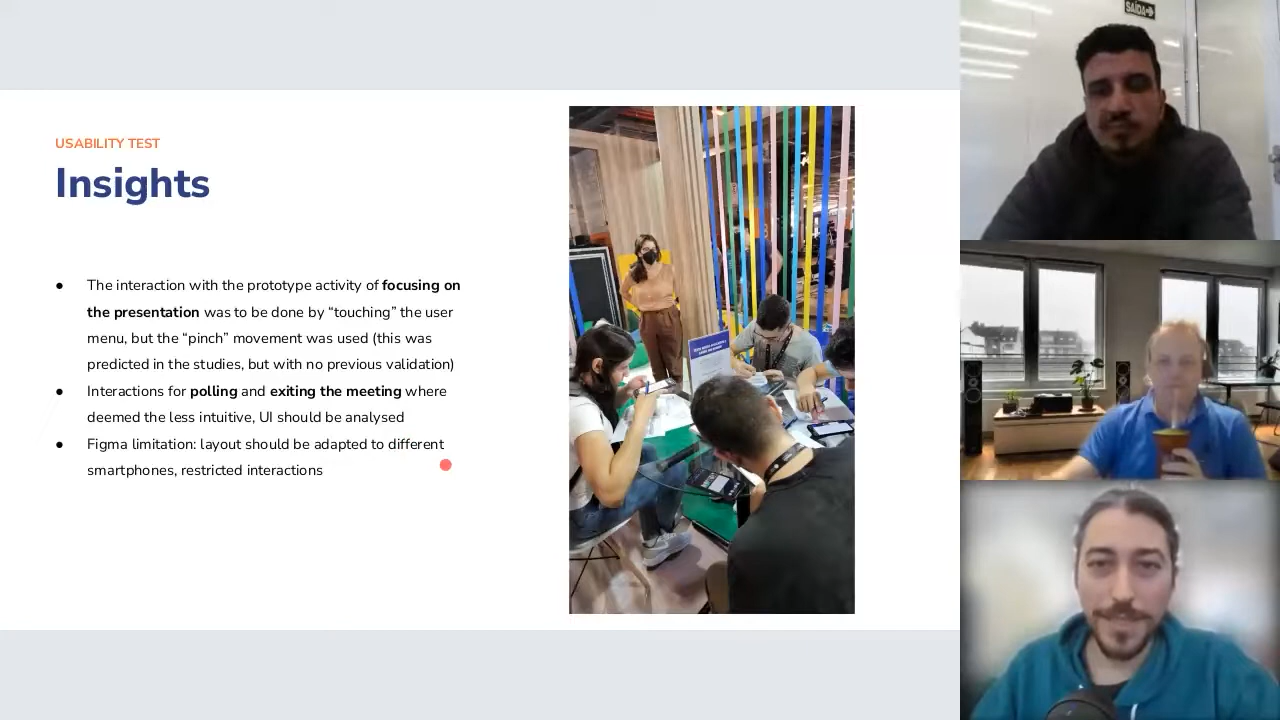 USABILITY TEST
Insights
● The interaction with the prototype activity of focusing on
the presentation was to be done by “touching” the user
menu, but the “pinch” movement was used (this was
predicted in the studies, but with no previous validation)
● Interactions for polling and exiting the meeting where
deemed the less intuitive, UI should be analysed
● Figma limitation: layout should be adapted to different
smartphones, restricted interactions
SAÍDA